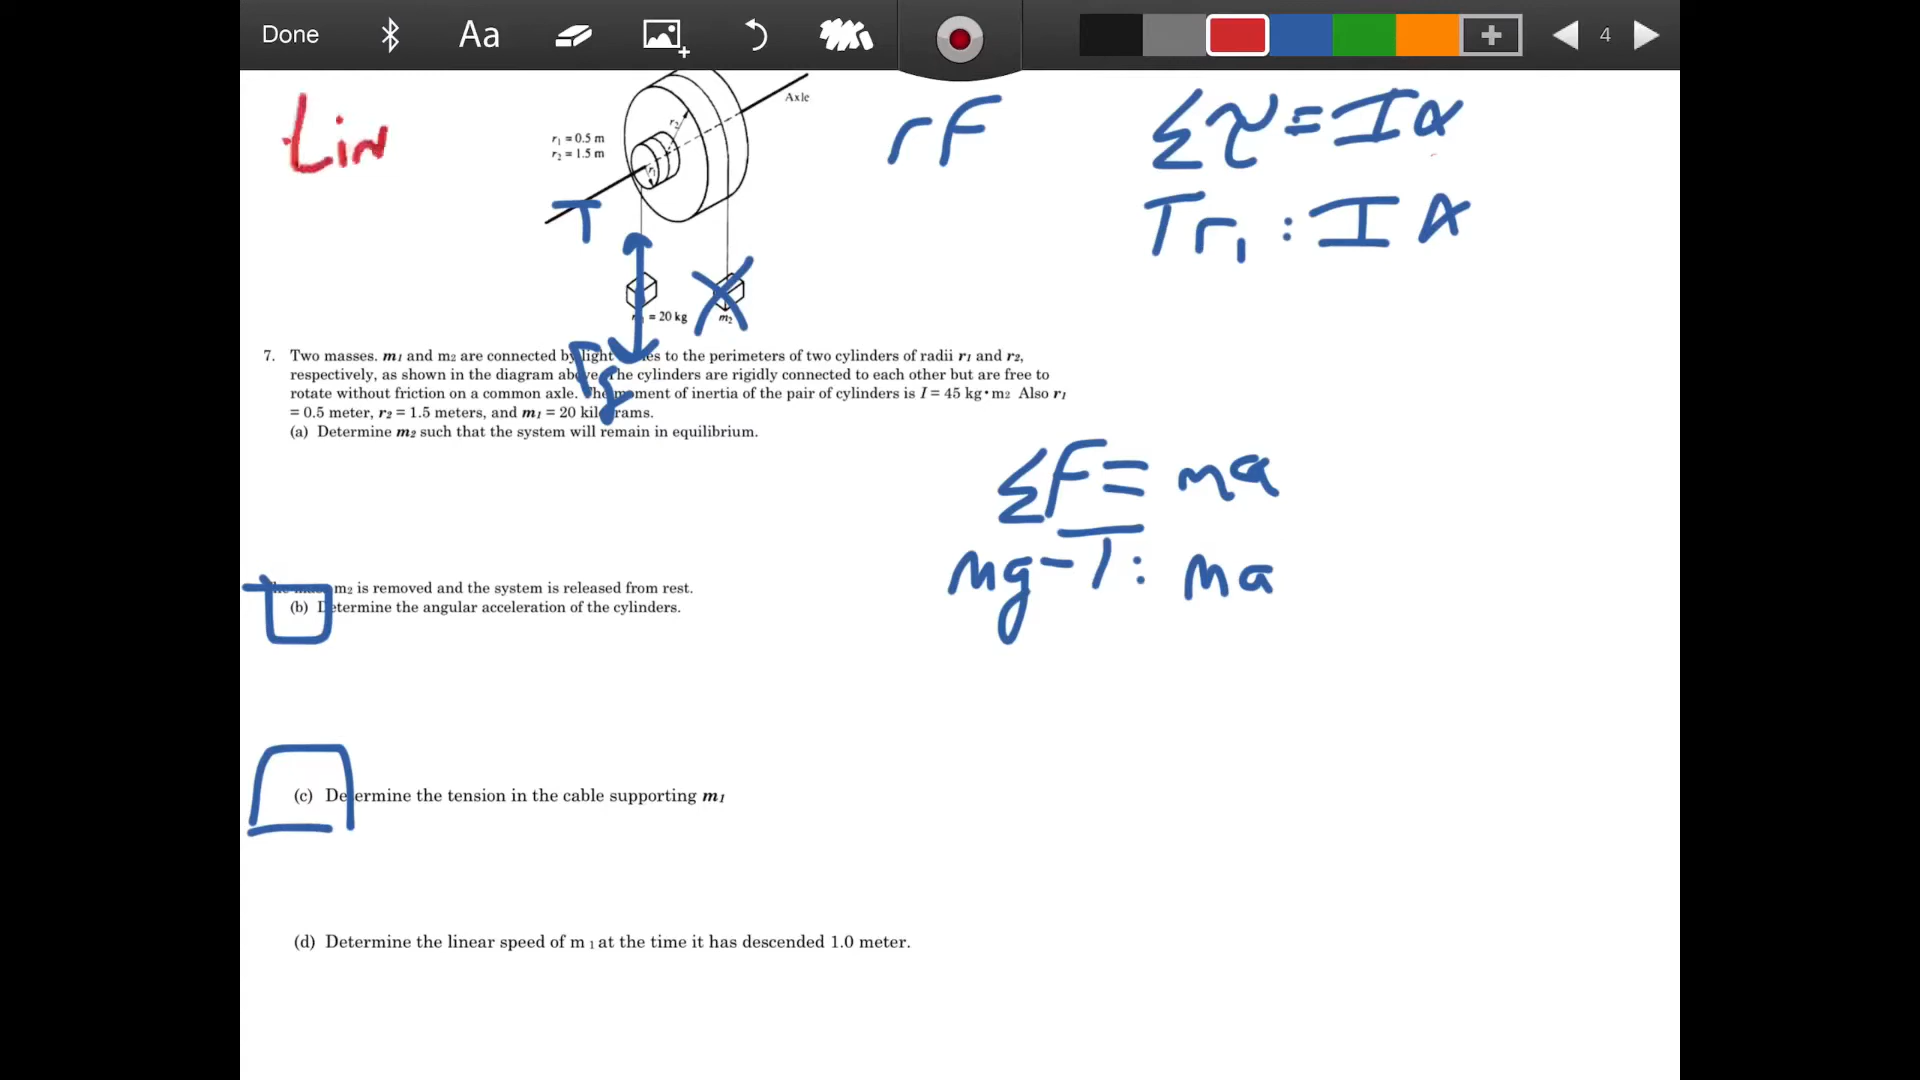 Done Aa 4
Lin
Axle
r₁ = 0.5 m
r₂ = 1.5 m
r₂
r₁
T
rF
Στ = Iα
Tr₁ : Iα
= 20 kg m₂
7. Two masses. m₁ and m₂ are connected by light to the perimeters of two cylinders of radii r₁ and r₂,
respectively, as shown in the diagram above. The cylinders are rigidly connected to each other but are free to
rotate without friction on a common axle. The moment of inertia of the pair of cylinders is I = 45 kg•m₂ Also r₁
= 0.5 meter, r₂ = 1.5 meters, and m₁ = 20 kilograms.
(a) Determine m₂ such that the system will remain in equilibrium.
Fg
ΣF = ma
mg - T : ma
m₂ is removed and the system is released from rest.
(b) Determine the angular acceleration of the cylinders.
(c) Determine the tension in the cable supporting m₁
(d) Determine the linear speed of m ₁ at the time it has descended 1.0 meter.